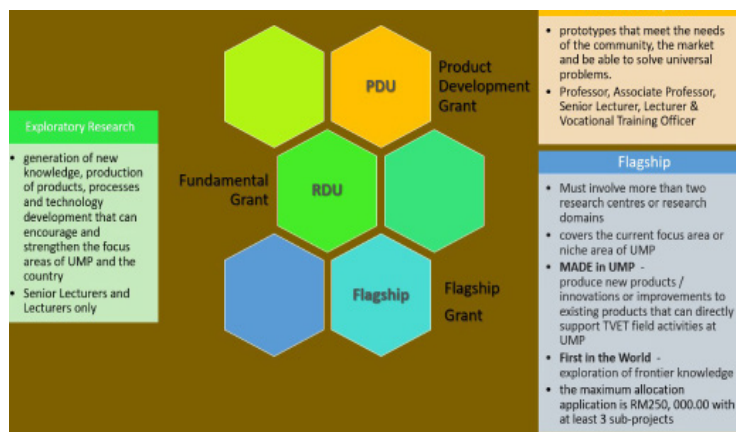 Exploratory Research
• generation of new
knowledge, production
of products, processes
and technology
development that can
encourage and
strengthen the focus
areas of UMP and the
country
• Senior Lecturers and
Lecturers only
PDU
Product
Development
Grant
Fundamental
Grant
RDU
Flagship
Flagship
Grant
• prototypes that meet the needs
of the community, the market
and be able to solve universal
problems.
• Professor, Associate Professor,
Senior Lecturer, Lecturer &
Vocational Training Officer
Flagship
• Must involve more than two
research centres or research
domains
• covers the current focus area or
niche area of UMP
• MADE in UMP -
produce new products /
innovations or improvements to
existing products that can directly
support TVET field activities at
UMP
• First in the World -
exploration of frontier knowledge
• the maximum allocation
application is RM250, 000.00 with
at least 3 sub-projects